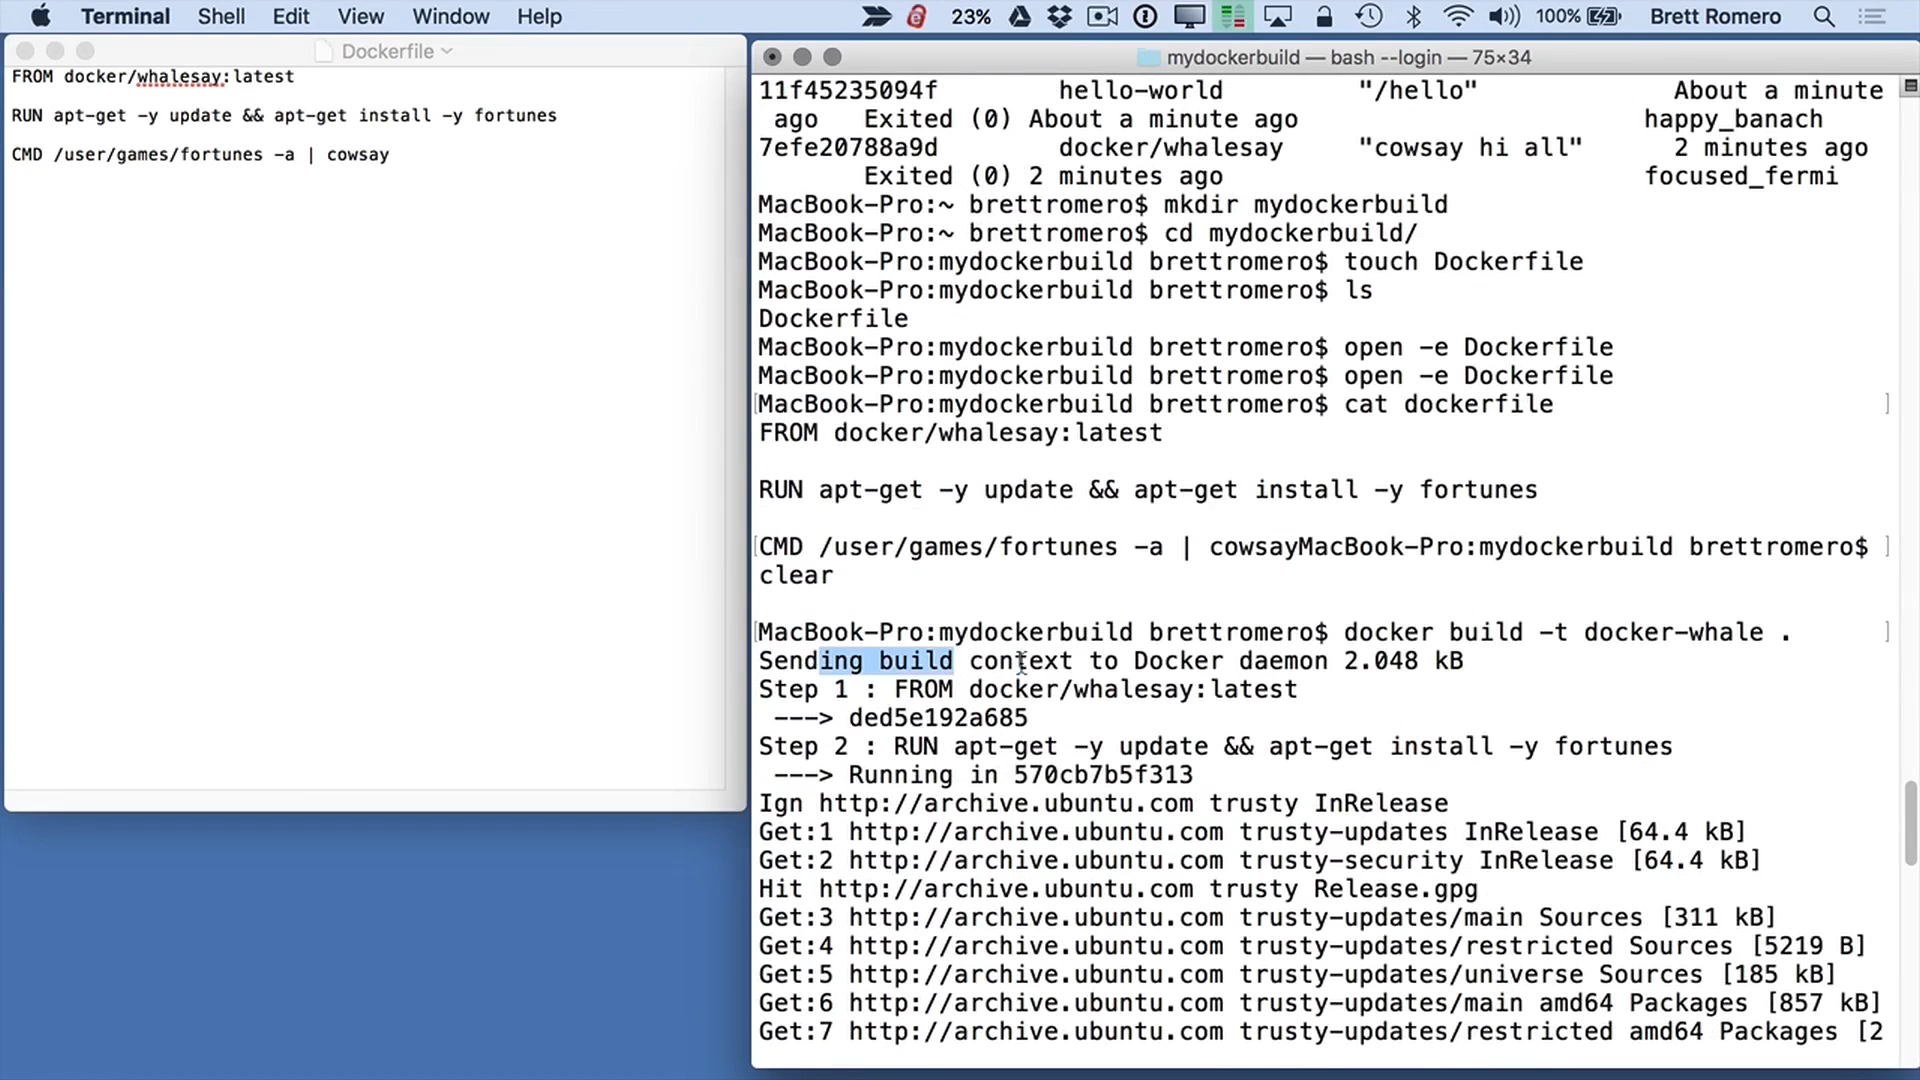 Terminal Shell Edit View Window Help 23% 100% Brett Romero
Dockerfile
FROM docker/whalesay:latest
RUN apt-get -y update && apt-get install -y fortunes
CMD /user/games/fortunes -a | cowsay
mydockerbuild — bash --login — 75×34
11f45235094f hello-world "/hello" About a minute
ago Exited (0) About a minute ago happy_banach
7efe20788a9d docker/whalesay "cowsay hi all" 2 minutes ago
Exited (0) 2 minutes ago focused_fermi
MacBook-Pro:~ brettromero$ mkdir mydockerbuild
MacBook-Pro:~ brettromero$ cd mydockerbuild/
MacBook-Pro:mydockerbuild brettromero$ touch Dockerfile
MacBook-Pro:mydockerbuild brettromero$ ls
Dockerfile
MacBook-Pro:mydockerbuild brettromero$ open -e Dockerfile
MacBook-Pro:mydockerbuild brettromero$ open -e Dockerfile
[MacBook-Pro:mydockerbuild brettromero$ cat dockerfile ]
FROM docker/whalesay:latest
RUN apt-get -y update && apt-get install -y fortunes
[CMD /user/games/fortunes -a | cowsayMacBook-Pro:mydockerbuild brettromero$ ]
clear
[MacBook-Pro:mydockerbuild brettromero$ docker build -t docker-whale . ]
Sending build context to Docker daemon 2.048 kB
Step 1 : FROM docker/whalesay:latest
---> ded5e192a685
Step 2 : RUN apt-get -y update && apt-get install -y fortunes
---> Running in 570cb7b5f313
Ign http://archive.ubuntu.com trusty InRelease
Get:1 http://archive.ubuntu.com trusty-updates InRelease [64.4 kB]
Get:2 http://archive.ubuntu.com trusty-security InRelease [64.4 kB]
Hit http://archive.ubuntu.com trusty Release.gpg
Get:3 http://archive.ubuntu.com trusty-updates/main Sources [311 kB]
Get:4 http://archive.ubuntu.com trusty-updates/restricted Sources [5219 B]
Get:5 http://archive.ubuntu.com trusty-updates/universe Sources [185 kB]
Get:6 http://archive.ubuntu.com trusty-updates/main amd64 Packages [857 kB]
Get:7 http://archive.ubuntu.com trusty-updates/restricted amd64 Packages [2